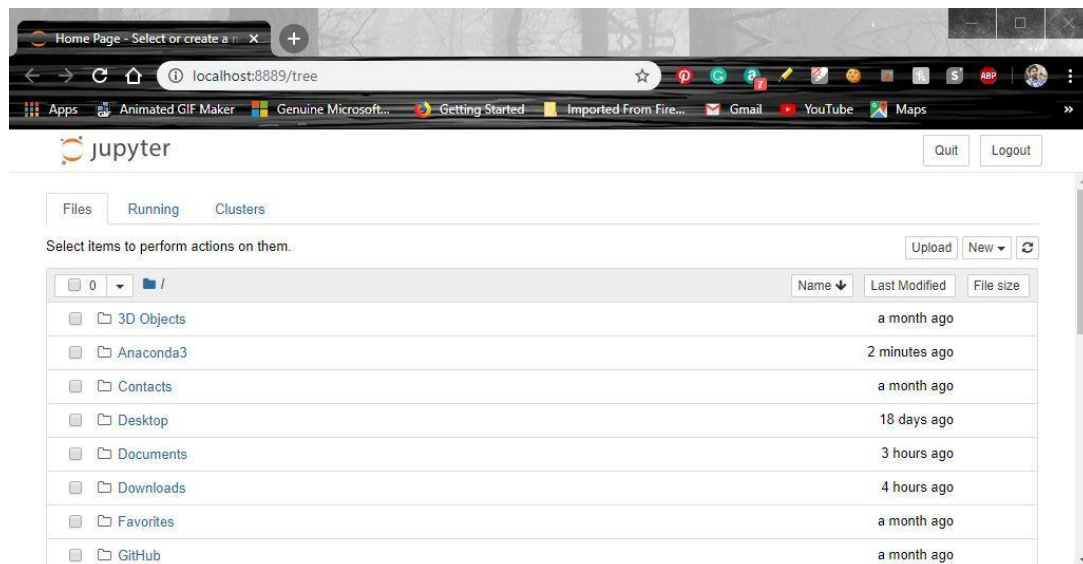 Home Page - Select or create a n
localhost:8889/tree
7
ABP
Apps Animated GIF Maker Genuine Microsoft... Getting Started Imported From Fire... Gmail YouTube Maps »
jupyter Quit Logout
Files Running Clusters
Select items to perform actions on them. Upload New
0 / Name Last Modified File size
3D Objects a month ago
Anaconda3 2 minutes ago
Contacts a month ago
Desktop 18 days ago
Documents 3 hours ago
Downloads 4 hours ago
Favorites a month ago
GitHub a month ago